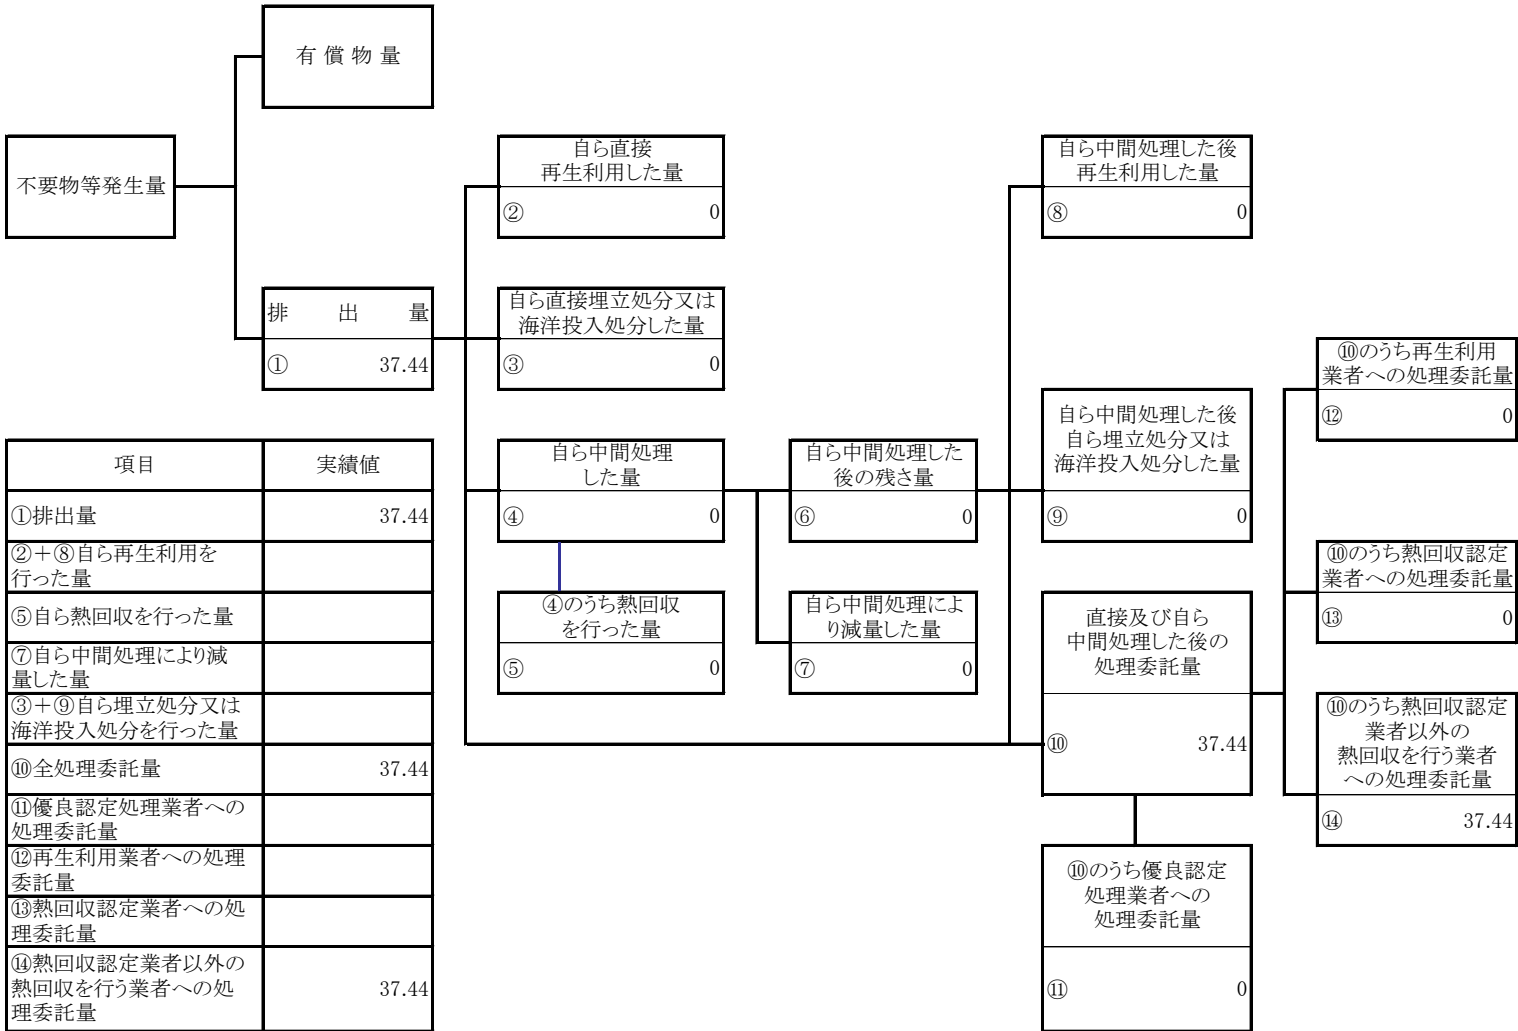 有償物量
不要物等発生量
排出量
① 37.44
自ら直接
再生利用した量
② 0
自ら直接埋立処分又は
海洋投入処分した量
③ 0
自ら中間処理
した量
④ 0
④のうち熱回収
を行った量
⑤ 0
自ら中間処理した
後の残さ量
⑥ 0
自ら中間処理によ
り減量した量
⑦ 0
自ら中間処理した後
再生利用した量
⑧ 0
自ら中間処理した後
自ら埋立処分又は
海洋投入処分した量
⑨ 0
直接及び自ら
中間処理した後の
処理委託量
⑩ 37.44
⑩のうち優良認定
処理業者への
処理委託量
⑪ 0
⑩のうち再生利用
業者への処理委託量
⑫ 0
⑩のうち熱回収認定
業者への処理委託量
⑬ 0
⑩のうち熱回収認定
業者以外の
熱回収を行う業者
への処理委託量
⑭ 37.44
項目 実績値
①排出量 37.44
②＋⑧自ら再生利用を
行った量
⑤自ら熱回収を行った量
⑦自ら中間処理により減
量した量
③＋⑨自ら埋立処分又は
海洋投入処分を行った量
⑩全処理委託量 37.44
⑪優良認定処理業者への
処理委託量
⑫再生利用業者への処理
委託量
⑬熱回収認定業者への処
理委託量
⑭熱回収認定業者以外の
熱回収を行う業者への処 37.44
理委託量